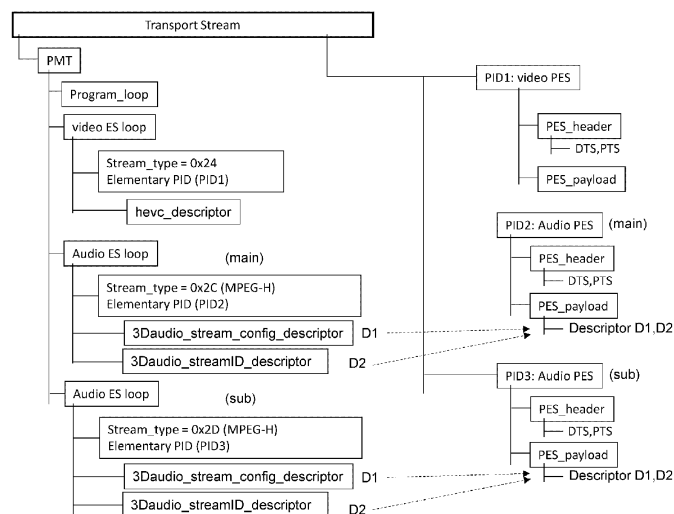 Transport Stream
PMT
Program_loop
video ES loop
Stream_type = 0x24
Elementary PID (PID1)
hevc_descriptor
Audio ES loop
(main)
Stream_type = 0x2C (MPEG-H)
Elementary PID (PID2)
3Daudio_stream_config_descriptor D1
3Daudio_streamID_descriptor D2
Audio ES loop
(sub)
Stream_type = 0x2D (MPEG-H)
Elementary PID (PID3)
3Daudio_stream_config_descriptor D1
3Daudio_streamID_descriptor D2
PID1: video PES
PES_header
DTS,PTS
PES_payload
PID2: Audio PES (main)
PES_header
DTS,PTS
PES_payload
Descriptor D1,D2
PID3: Audio PES (sub)
PES_header
DTS,PTS
PES_payload
Descriptor D1,D2